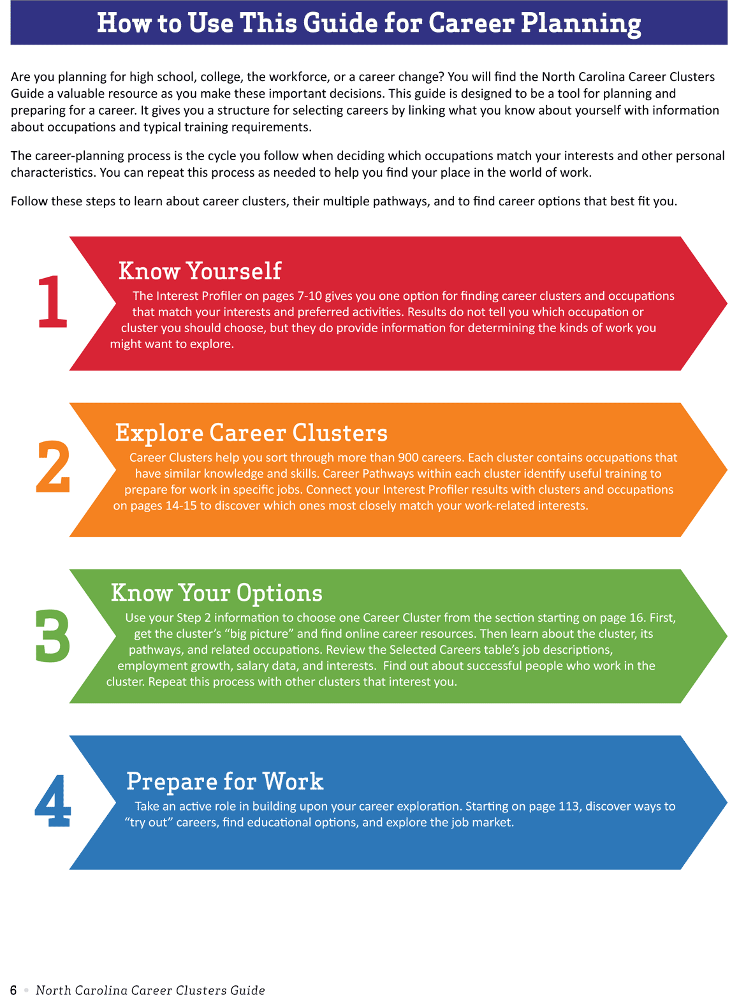 How to Use This Guide for Career Planning
Are you planning for high school, college, the workforce, or a career change? You will find the North Carolina Career Clusters
Guide a valuable resource as you make these important decisions. This guide is designed to be a tool for planning and
preparing for a career. It gives you a structure for selecting careers by linking what you know about yourself with information
about occupations and typical training requirements.
The career-planning process is the cycle you follow when deciding which occupations match your interests and other personal
characteristics. You can repeat this process as needed to help you find your place in the world of work.
Follow these steps to learn about career clusters, their multiple pathways, and to find career options that best fit you.
1
Know Yourself
The Interest Profiler on pages 7-10 gives you one option for finding career clusters and occupations
that match your interests and preferred activities. Results do not tell you which occupation or
cluster you should choose, but they do provide information for determining the kinds of work you
might want to explore.
2
Explore Career Clusters
Career Clusters help you sort through more than 900 careers. Each cluster contains occupations that
have similar knowledge and skills. Career Pathways within each cluster identify useful training to
prepare for work in specific jobs. Connect your Interest Profiler results with clusters and occupations
on pages 14-15 to discover which ones most closely match your work-related interests.
3
Know Your Options
Use your Step 2 information to choose one Career Cluster from the section starting on page 16. First,
get the cluster’s “big picture” and find online career resources. Then learn about the cluster, its
pathways, and related occupations. Review the Selected Careers table’s job descriptions,
employment growth, salary data, and interests.  Find out about successful people who work in the
cluster. Repeat this process with other clusters that interest you.
4
Prepare for Work
Take an active role in building upon your career exploration. Starting on page 113, discover ways to
“try out” careers, find educational options, and explore the job market.
6 • North Carolina Career Clusters Guide